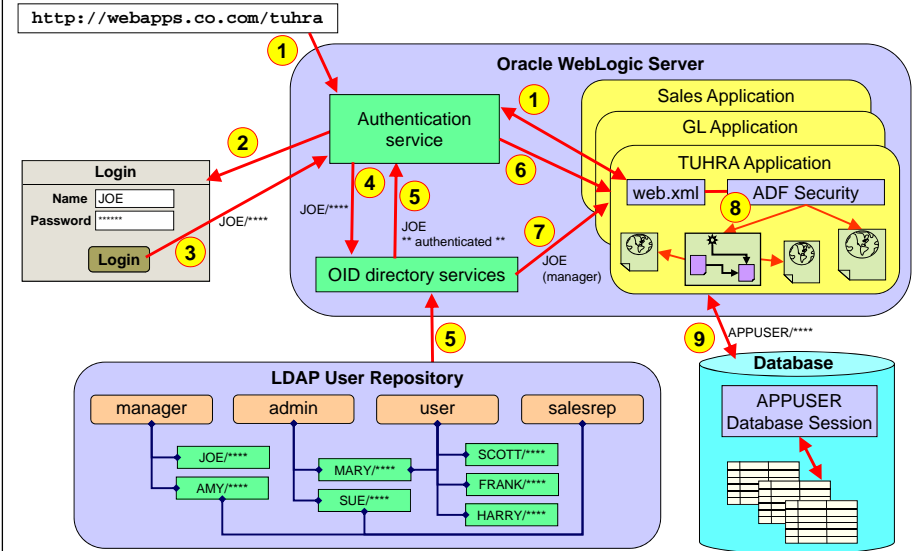 http://webapps.co.com/tuhra
1
Oracle WebLogic Server
Authentication
service
1
Sales Application
GL Application
TUHRA Application
web.xml
ADF Security
8
2
Login
Name JOE
Password ******
Login
JOE/****
3
4
JOE/****
5
JOE
** authenticated **
6
7
JOE
(manager)
OID directory services
5
9
APPUSER/****
LDAP User Repository
manager
admin
user
salesrep
JOE/****
AMY/****
MARY/****
SUE/****
SCOTT/****
FRANK/****
HARRY/****
Database
APPUSER
Database Session